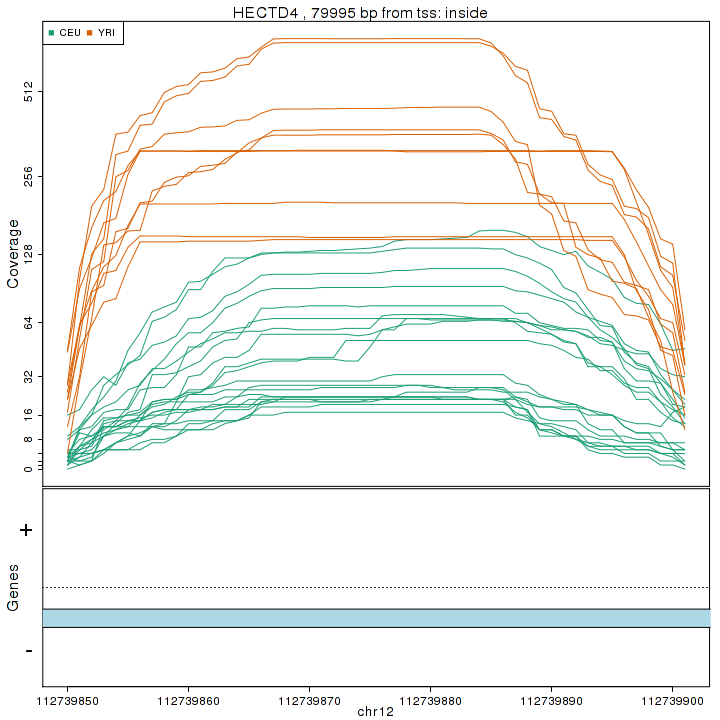 HECTD4 , 79995 bp from tss: inside
CEU YRI
512
256
128
64
32
16
8
0
Coverage
+
-
Genes
112739850 112739860 112739870 112739880 112739890 112739900
chr12